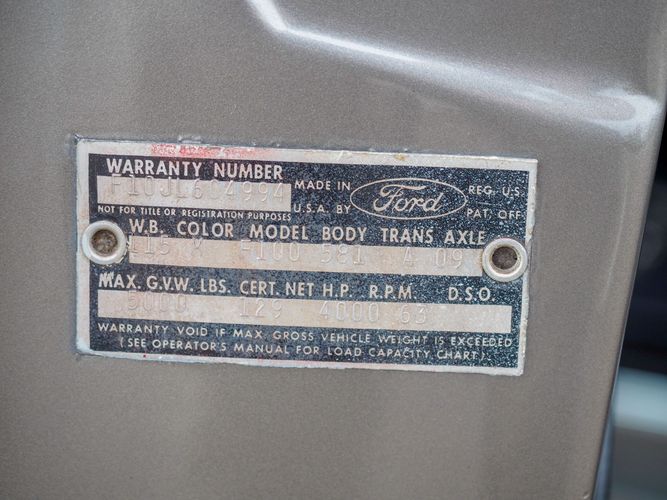 WARRANTY NUMBER
MADE IN
U.S.A. BY
Ford
REG. U.S.
PAT. OFF.
NOT FOR TITLE OR REGISTRATION PURPOSES
W.B. COLOR MODEL BODY TRANS AXLE
115 M F100 581 4 09
MAX. G.V.W. LBS. CERT. NET H.P. R.P.M. D.S.O.
5000 129 4000 63
WARRANTY VOID IF MAX. GROSS VEHICLE WEIGHT IS EXCEEDED
(SEE OPERATOR'S MANUAL FOR LOAD CAPACITY CHART)